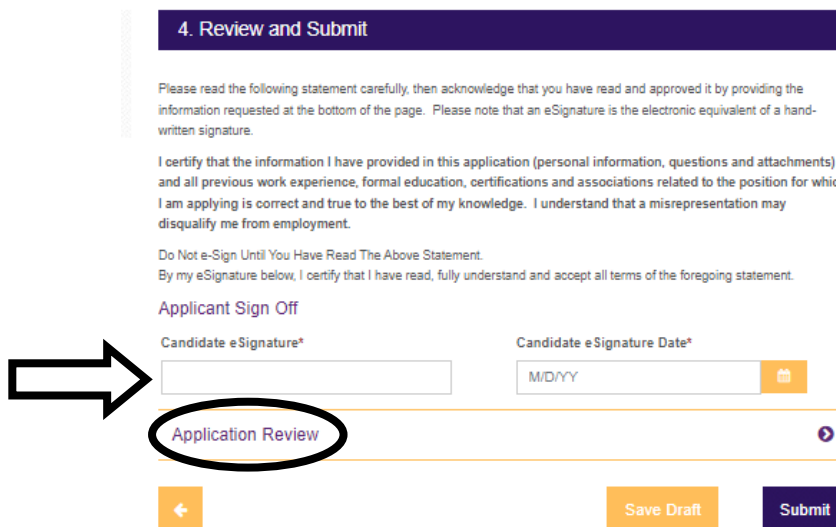 4. Review and Submit
Please read the following statement carefully, then acknowledge that you have read and approved it by providing the
information requested at the bottom of the page. Please note that an eSignature is the electronic equivalent of a hand-
written signature.
I certify that the information I have provided in this application (personal information, questions and attachments)
and all previous work experience, formal education, certifications and associations related to the position for whic
I am applying is correct and true to the best of my knowledge. I understand that a misrepresentation may
disqualify me from employment.
Do Not e-Sign Until You Have Read The Above Statement.
By my eSignature below, I certify that I have read, fully understand and accept all terms of the foregoing statement.
Applicant Sign Off
Candidate eSignature* Candidate eSignature Date*
M/D/YY
Application Review
Save Draft Submit